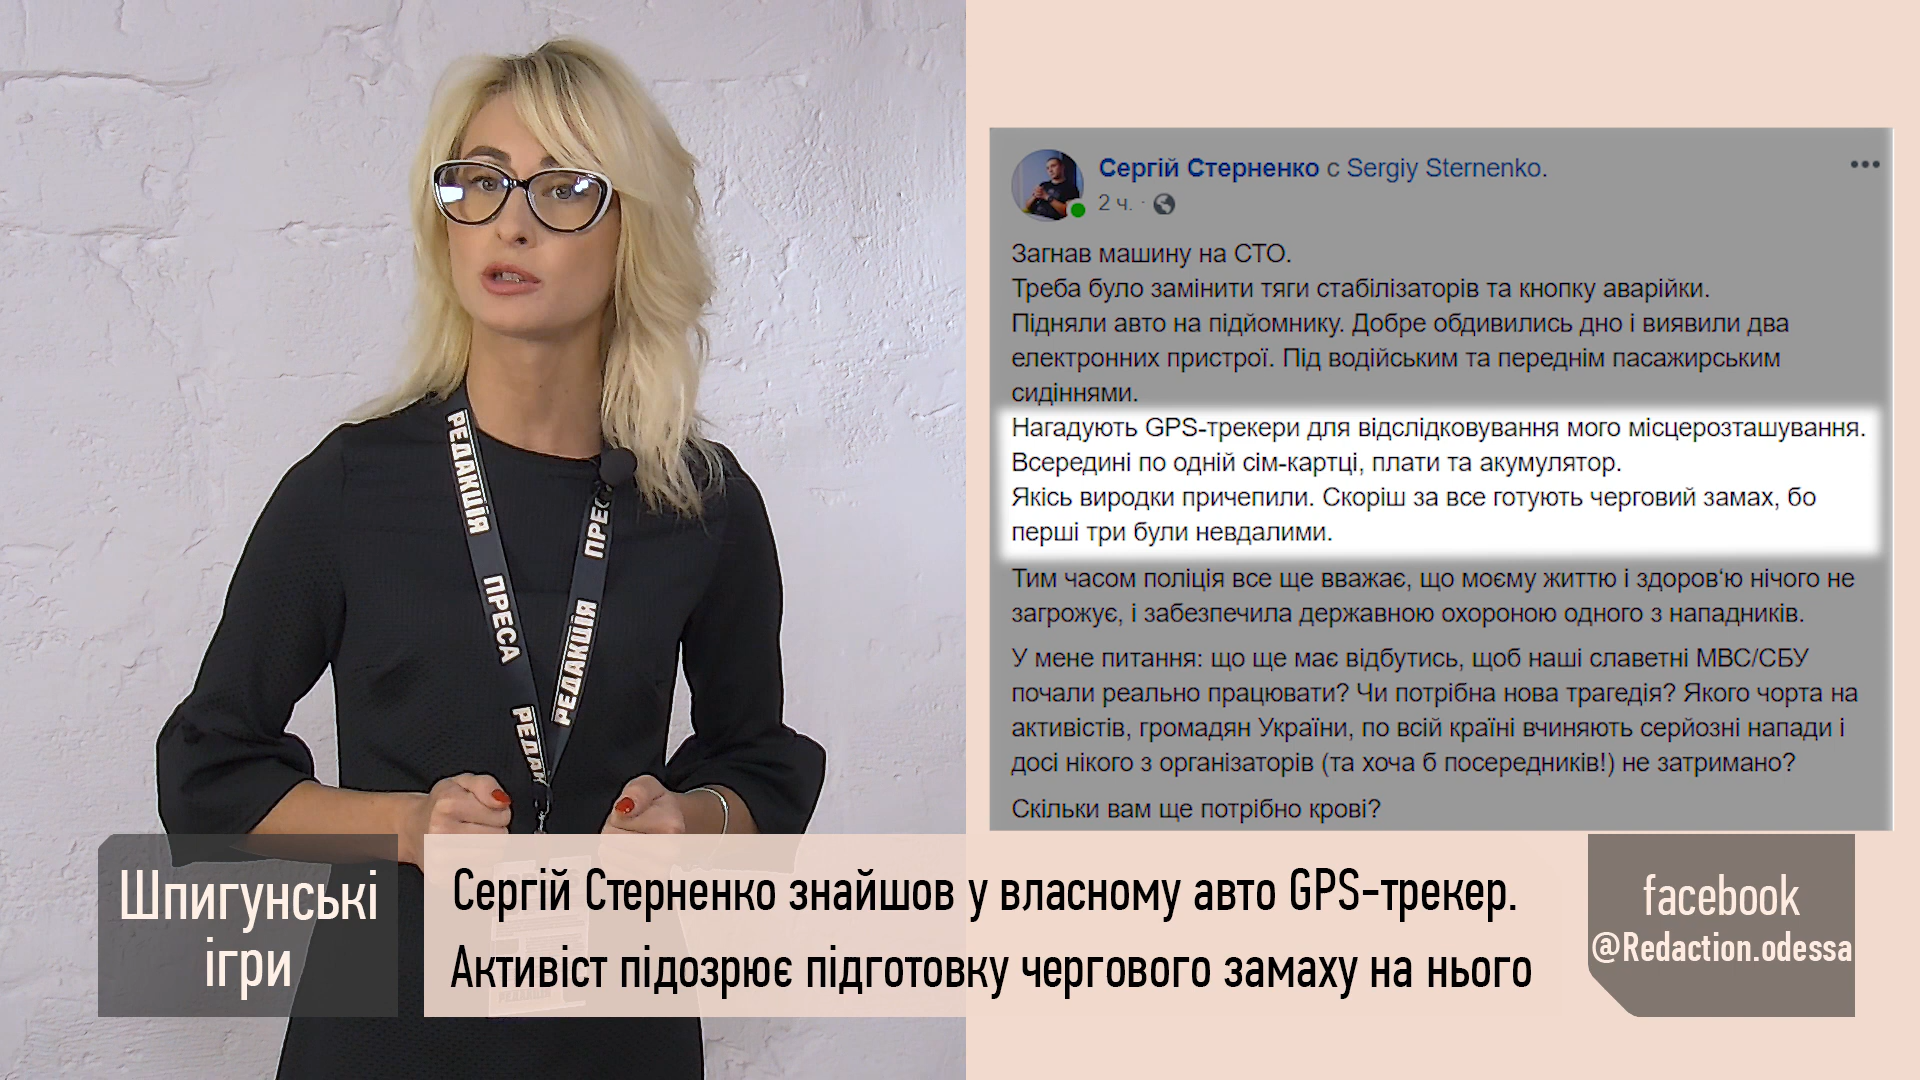 РЕДАКЦІЯ
ПРЕСА
РЕДАК
ПРЕС
РЕДАКЦІЯ
Сергій Стерненко с Sergiy Sternenko.
2 ч.
Загнав машину на СТО.
Треба було замінити тяги стабілізаторів та кнопку аварійки.
Підняли авто на підйомнику. Добре обдивились дно і виявили два
електронних пристрої. Під водійським та переднім пасажирським
сидіннями.
Нагадують GPS-трекери для відслідковування мого місцерозташування.
Всередині по одній сім-картці, плати та акумулятор.
Якісь виродки причепили. Скоріш за все готують черговий замах, бо
перші три були невдалими.
Тим часом поліція все ще вважає, що моєму життю і здоров'ю нічого не
загрожує, і забезпечила державною охороною одного з нападників.
У мене питання: що ще має відбутись, щоб наші славетні МВС/СБУ
почали реально працювати? Чи потрібна нова трагедія? Якого чорта на
активістів, громадян України, по всій країні вчиняють серйозні напади і
досі нікого з організаторів (та хоча б посередників!) не затримано?
Скільки вам ще потрібно крові?
Шпигунські
ігри
Сергій Стерненко знайшов у власному авто GPS-трекер.
Активіст підозрює підготовку чергового замаху на нього
facebook
@Redaction.odessa